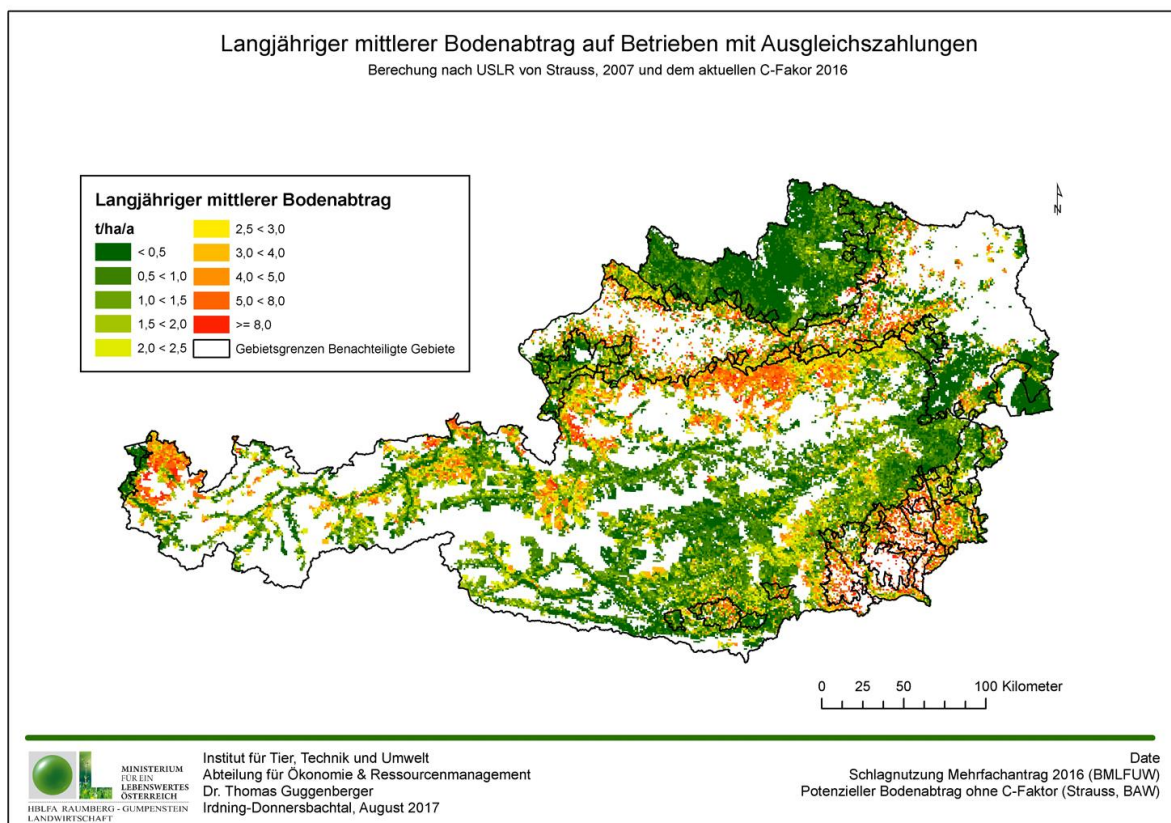 Langjähriger mittlerer Bodenabtrag auf Betrieben mit Ausgleichszahlungen
Berechung nach USLR von Strauss, 2007 und dem aktuellen C-Fakor 2016
Langjähriger mittlerer Bodenabtrag
t/ha/a
< 0,5
0,5 < 1,0
1,0 < 1,5
1,5 < 2,0
2,0 < 2,5
2,5 < 3,0
3,0 < 4,0
4,0 < 5,0
5,0 < 8,0
>= 8,0
Gebietsgrenzen Benachteiligte Gebiete
N
0 25 50 100 Kilometer
MINISTERIUM
FÜR EIN
LEBENSWERTES
ÖSTERREICH
HBLFA RAUMBERG - GUMPENSTEIN
LANDWIRTSCHAFT
Institut für Tier, Technik und Umwelt
Abteilung für Ökonomie & Ressourcenmanagement
Dr. Thomas Guggenberger
Irdning-Donnersbachtal, August 2017
Date
Schlagnutzung Mehrfachantrag 2016 (BMLFUW)
Potenzieller Bodenabtrag ohne C-Faktor (Strauss, BAW)